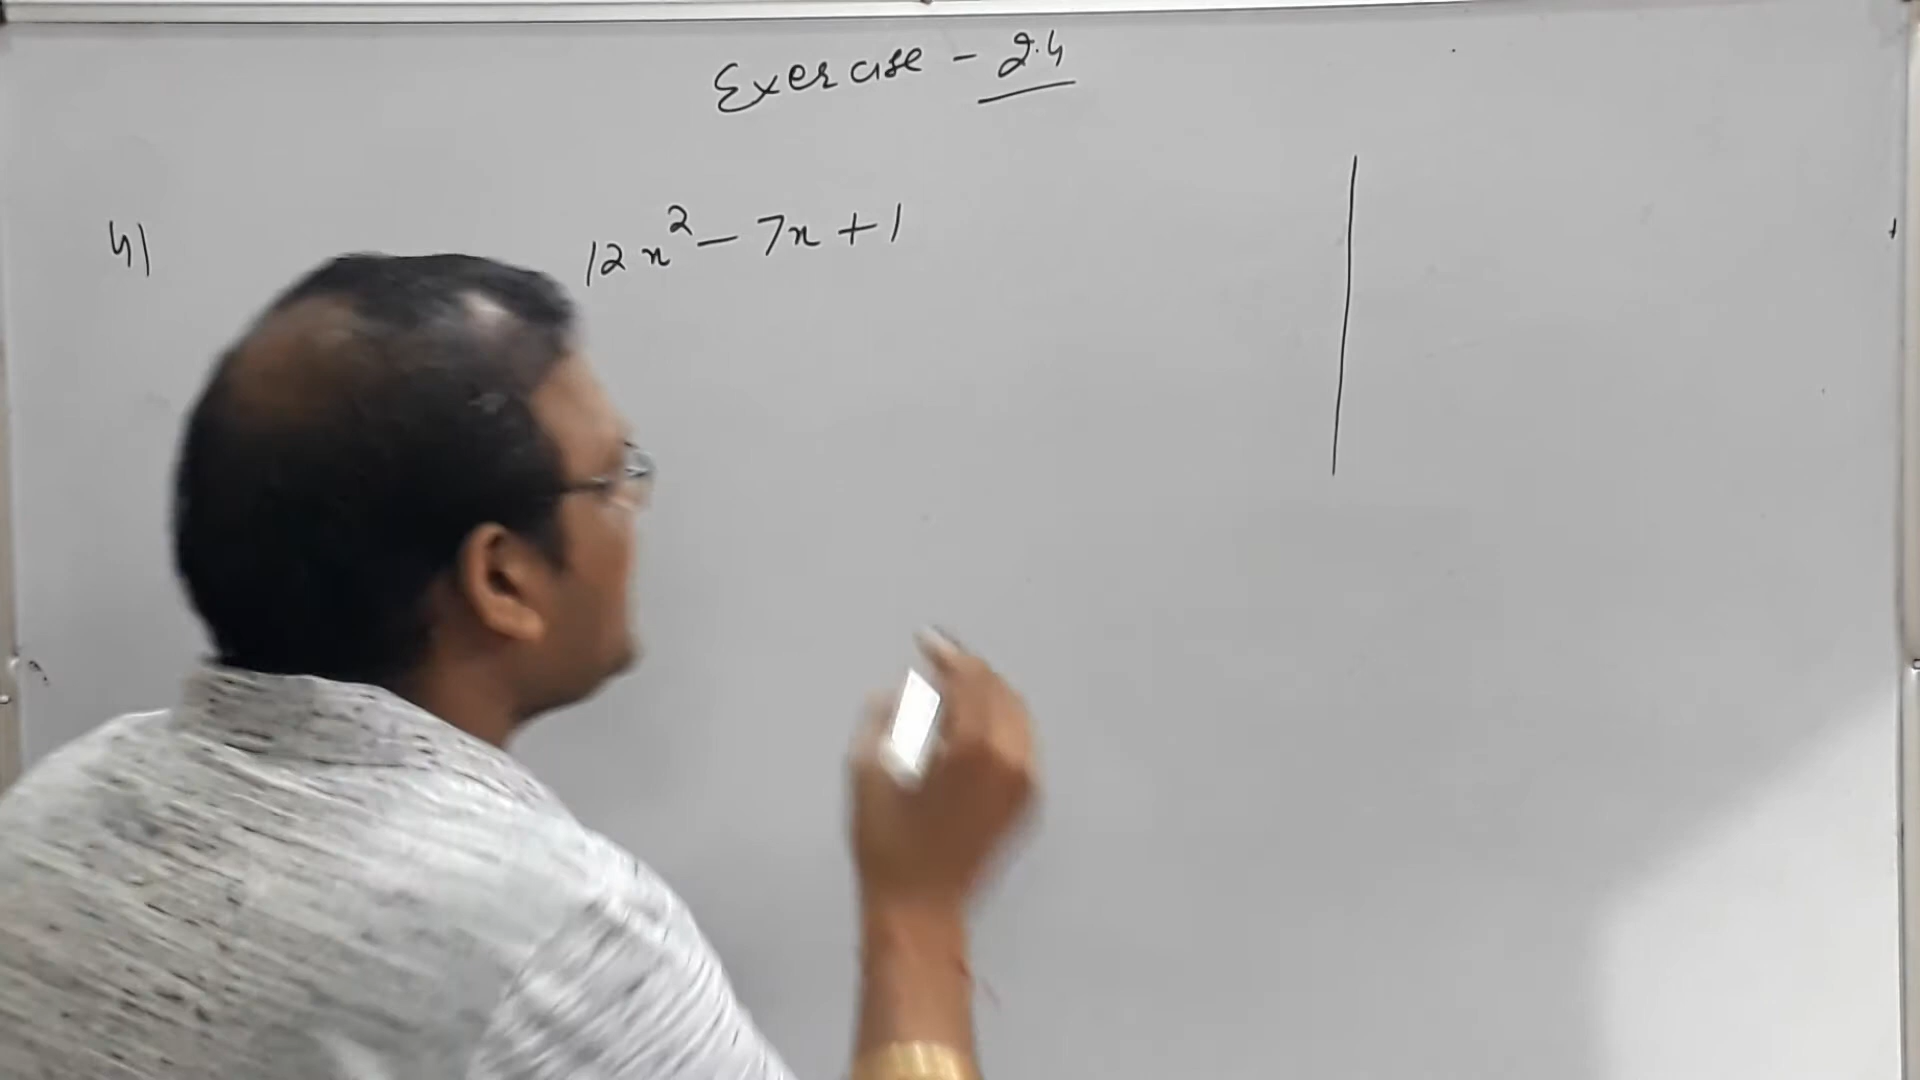 Exercise - 2.4
4) 12x² - 7x + 1